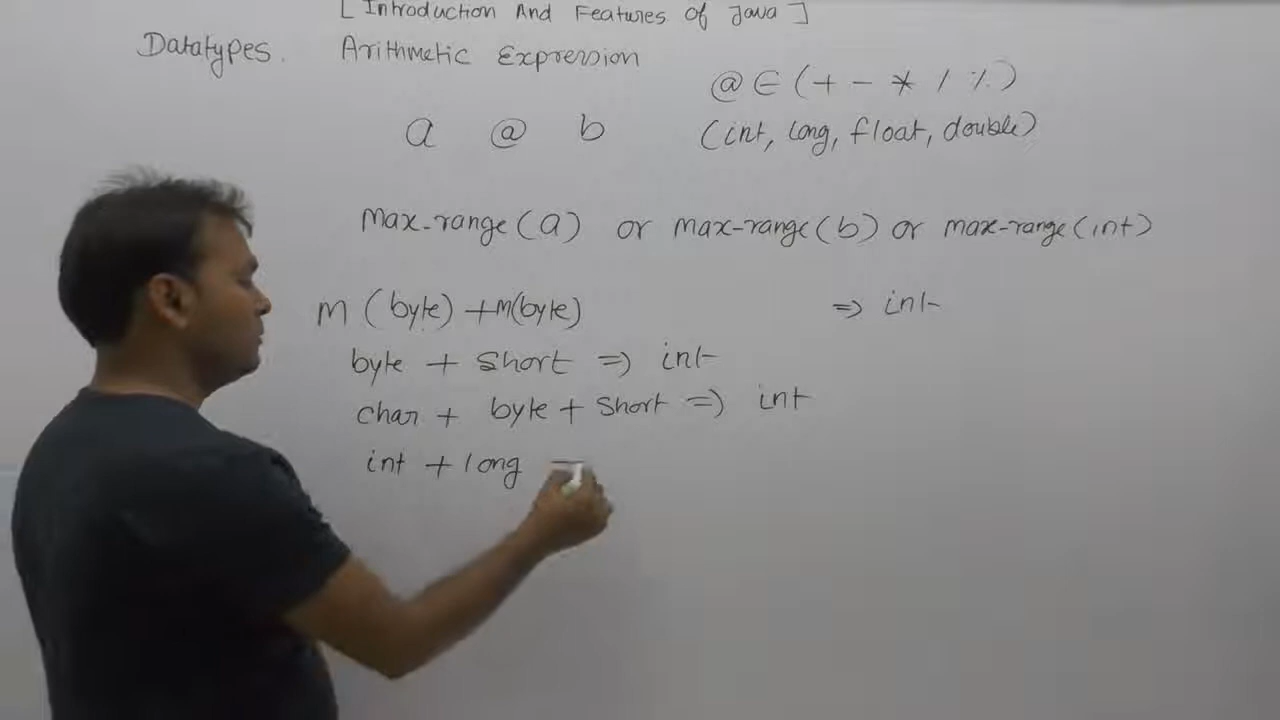 [ Introduction And Features of Java ]
Datatypes. Arithmetic Expression
@ ∈ (+ - * / %)
a @ b (int, long, float, double)
max-range(a) or max-range(b) or max-range(int)
m (byte) + m(byte) => int
byte + short => int
char + byte + short => int
int + long =